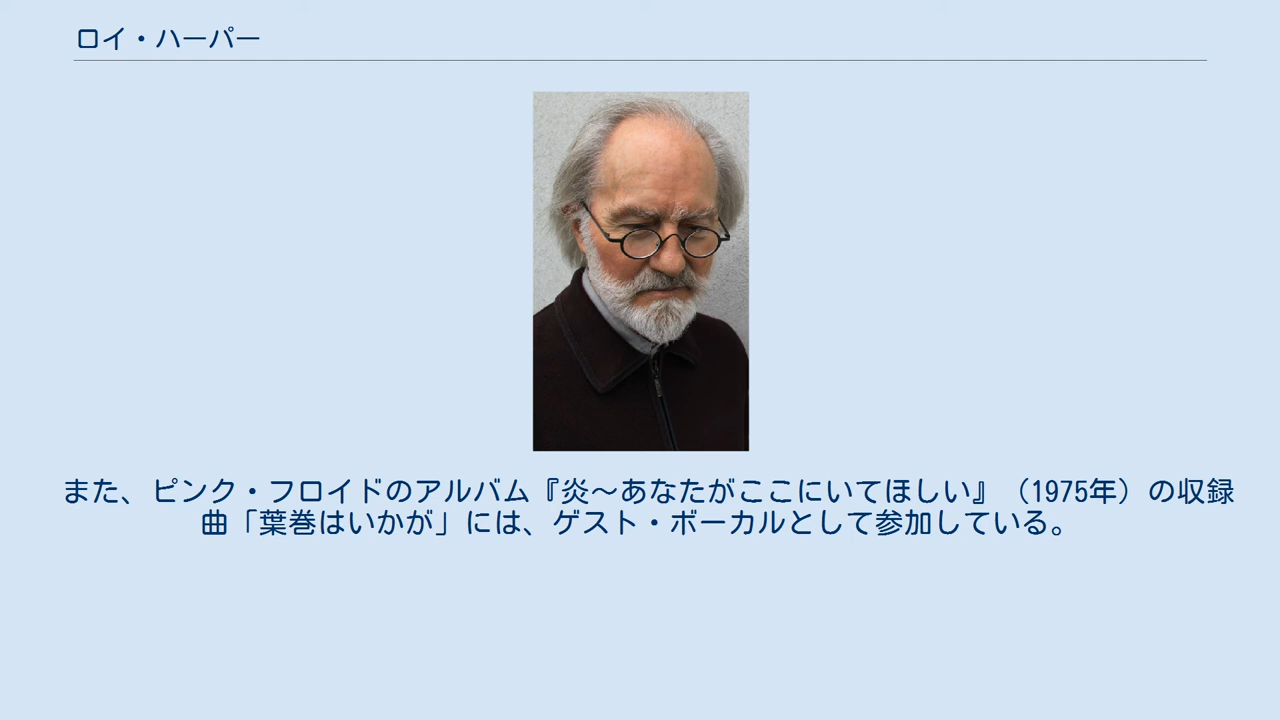 ロイ・ハーパー
また、ピンク・フロイドのアルバム『炎〜あなたがここにいてほしい』（1975年）の収録
曲「葉巻はいかが」には、ゲスト・ボーカルとして参加している。